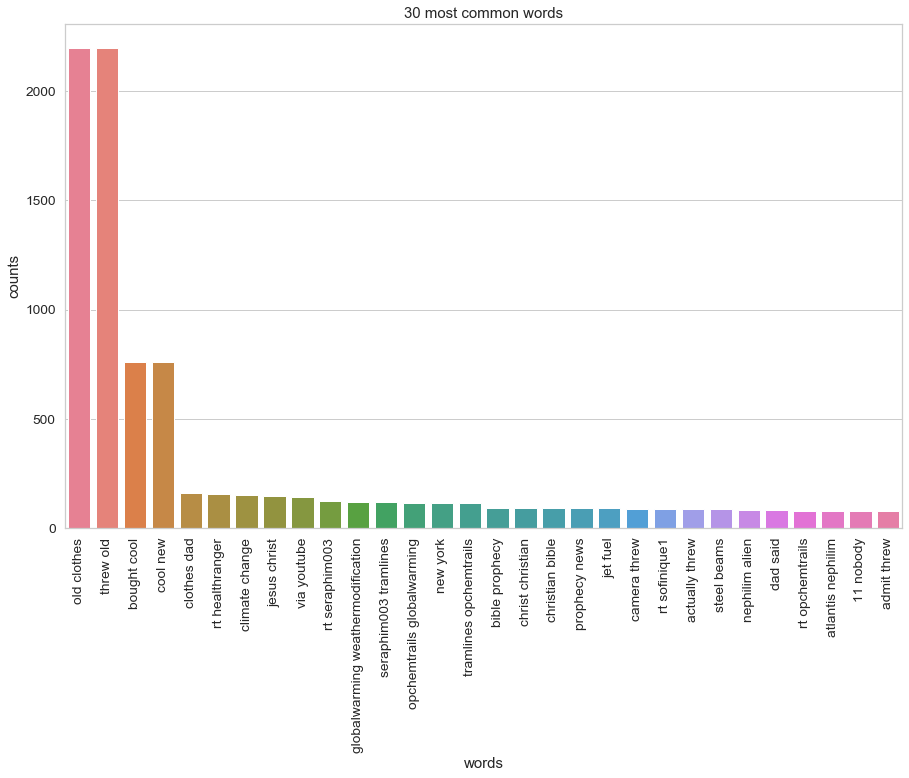 30 most common words
counts
2000
1500
1000
500
0
old clothes
threw old
bought cool
cool new
clothes dad
rt healthranger
climate change
jesus christ
via youtube
rt seraphim003
globalwarming weathermodification
seraphim003 tramlines
opchemtrails globalwarming
new york
tramlines opchemtrails
bible prophecy
christ christian
christian bible
prophecy news
jet fuel
camera threw
rt sofinique1
actually threw
steel beams
nephilim alien
dad said
rt opchemtrails
atlantis nephilim
11 nobody
admit threw
words